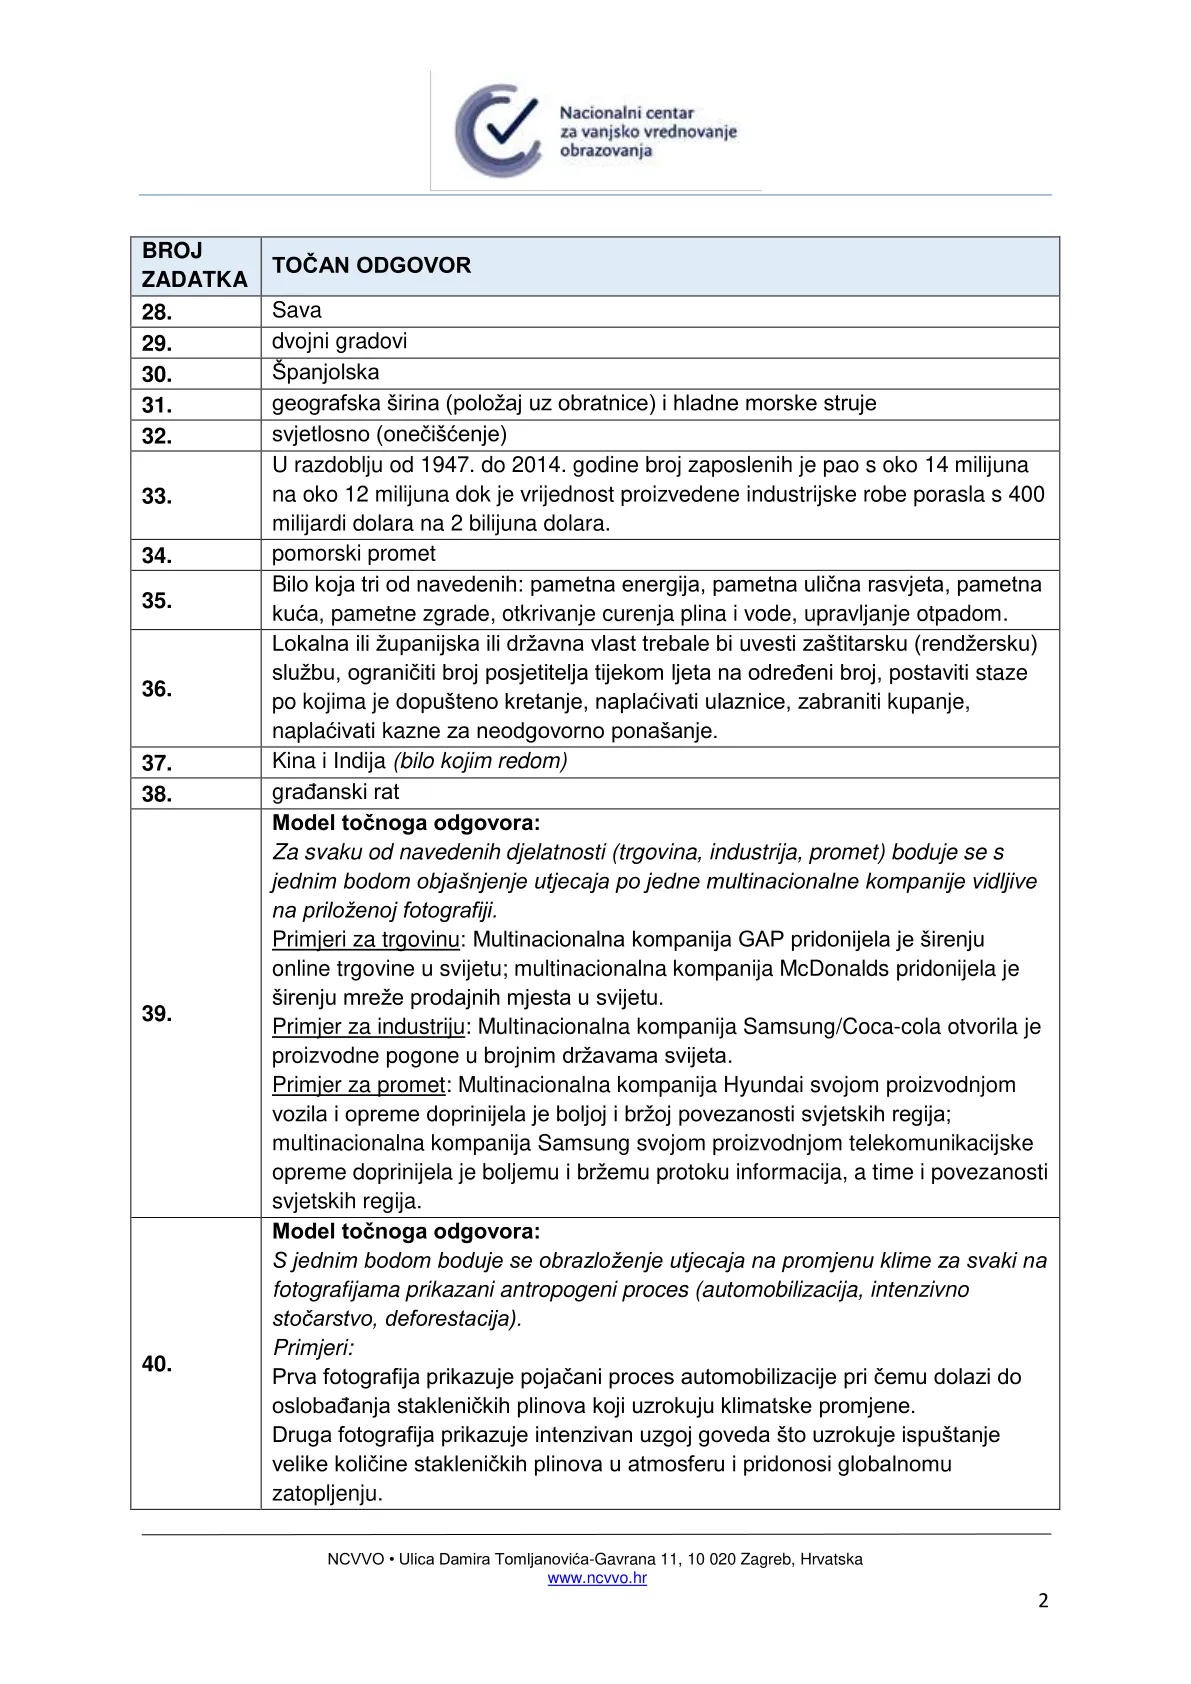 Nacionalni centar
za vanjsko vrednovanje
obrazovanja
BROJ
ZADATKA
TOČAN ODGOVOR
28.
Sava
29.
dvojni gradovi
30.
Španjolska
31.
geografska širina (položaj uz obratnice) i hladne morske struje
32.
svjetlosno (onečišćenje)
33.
U razdoblju od 1947. do 2014. godine broj zaposlenih je pao s oko 14 milijuna
na oko 12 milijuna dok je vrijednost proizvedene industrijske robe porasla s 400
milijardi dolara na 2 bilijuna dolara.
34.
pomorski promet
35.
Bilo koja tri od navedenih: pametna energija, pametna ulična rasvjeta, pametna
kuća, pametne zgrade, otkrivanje curenja plina i vode, upravljanje otpadom.
36.
Lokalna ili županijska ili državna vlast trebale bi uvesti zaštitarsku (rendžersku)
službu, ograničiti broj posjetitelja tijekom ljeta na određeni broj, postaviti staze
po kojima je dopušteno kretanje, naplaćivati ulaznice, zabraniti kupanje,
naplaćivati kazne za neodgovorno ponašanje.
37.
Kina i Indija (bilo kojim redom)
38.
građanski rat
39.
Model točnoga odgovora:
Za svaku od navedenih djelatnosti (trgovina, industrija, promet) boduje se s
jednim bodom objašnjenje utjecaja po jedne multinacionalne kompanije vidljive
na priloženoj fotografiji.
Primjeri za trgovinu: Multinacionalna kompanija GAP pridonijela je širenju
online trgovine u svijetu; multinacionalna kompanija McDonalds pridonijela je
širenju mreže prodajnih mjesta u svijetu.
Primjer za industriju: Multinacionalna kompanija Samsung/Coca-cola otvorila je
proizvodne pogone u brojnim državama svijeta.
Primjer za promet: Multinacionalna kompanija Hyundai svojom proizvodnjom
vozila i opreme doprinijela je boljoj i bržoj povezanosti svjetskih regija;
multinacionalna kompanija Samsung svojom proizvodnjom telekomunikacijske
opreme doprinijela je boljemu i bržemu protoku informacija, a time i povezanosti
svjetskih regija.
40.
Model točnoga odgovora:
S jednim bodom boduje se obrazloženje utjecaja na promjenu klime za svaki na
fotografijama prikazani antropogeni proces (automobilizacija, intenzivno
stočarstvo, deforestacija).
Primjeri:
Prva fotografija prikazuje pojačani proces automobilizacije pri čemu dolazi do
oslobađanja stakleničkih plinova koji uzrokuju klimatske promjene.
Druga fotografija prikazuje intenzivan uzgoj goveda što uzrokuje ispuštanje
velike količine stakleničkih plinova u atmosferu i pridonosi globalnomu
zatopljenju.
NCVVO • Ulica Damira Tomljanovića-Gavrana 11, 10 020 Zagreb, Hrvatska
www.ncvvo.hr
2